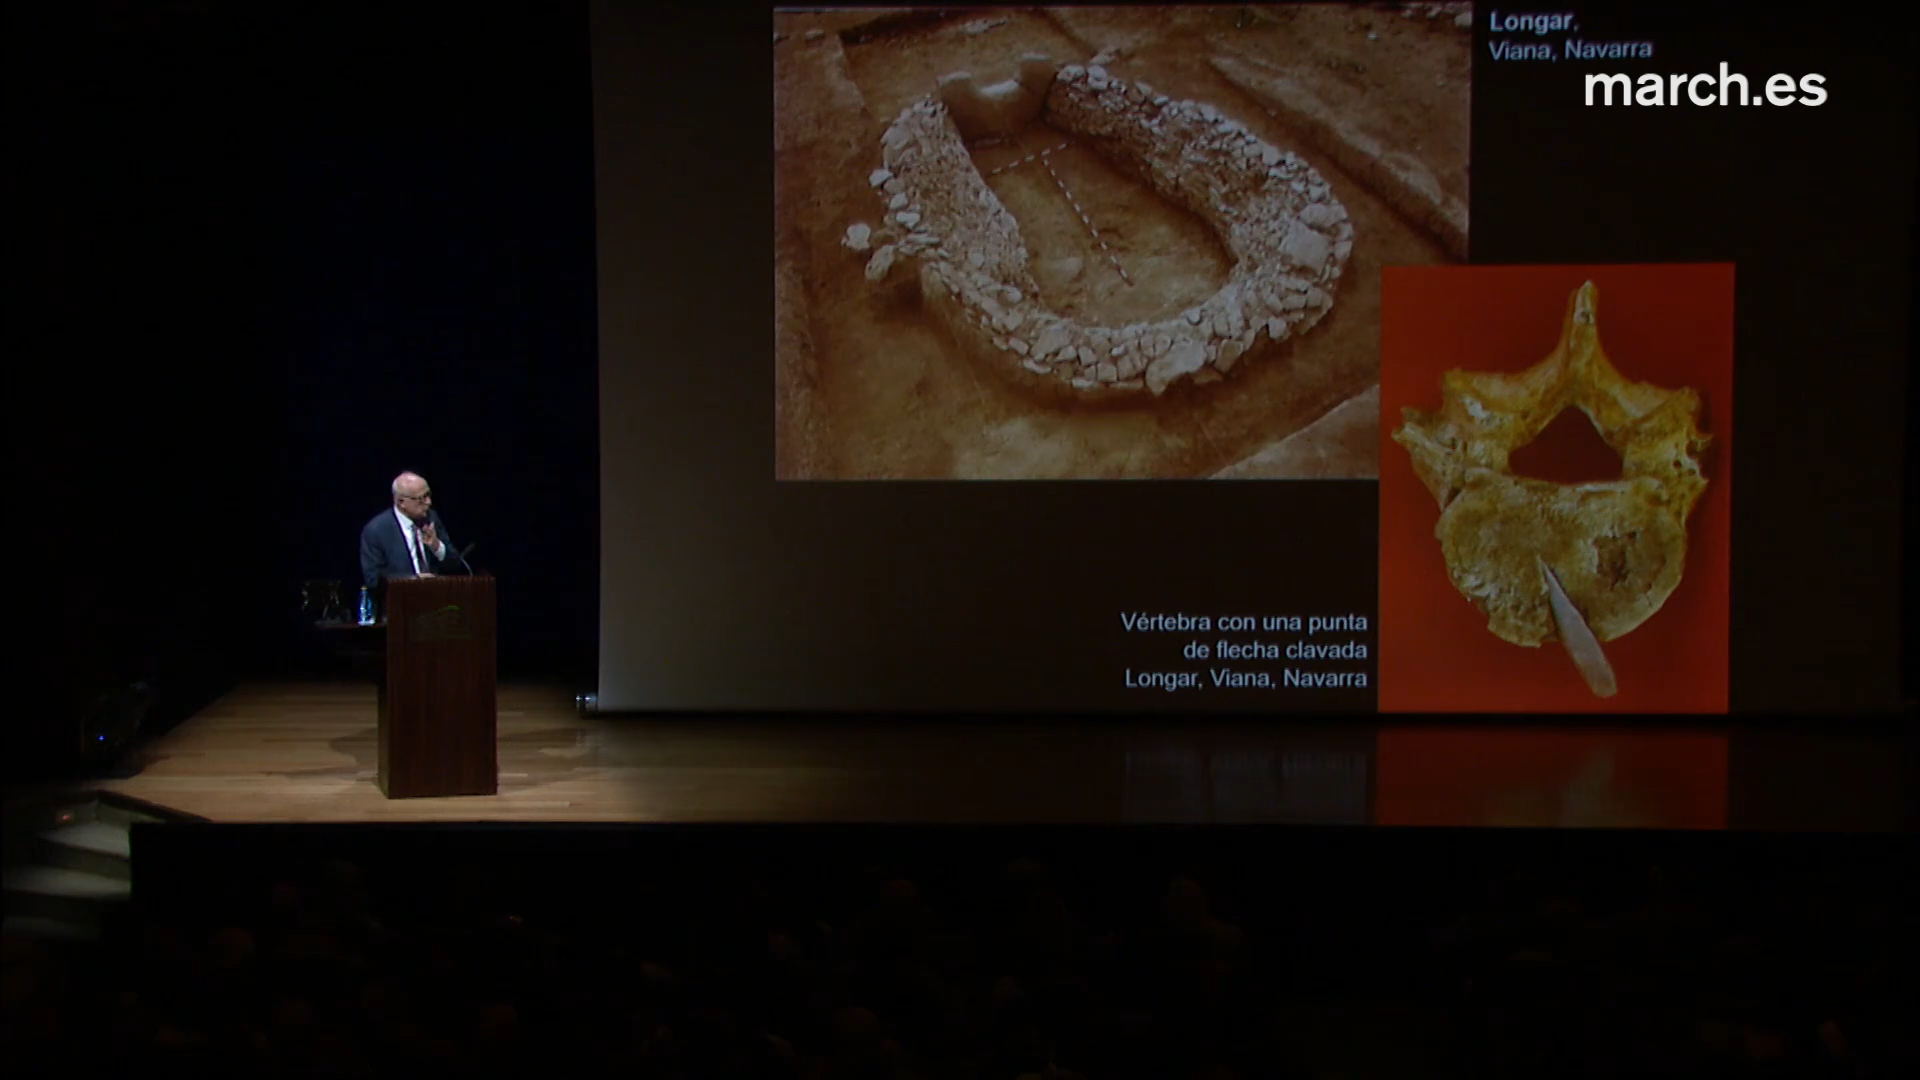 Longar,
Viana, Navarra
march.es
Vértebra con una punta
de flecha clavada
Longar, Viana, Navarra